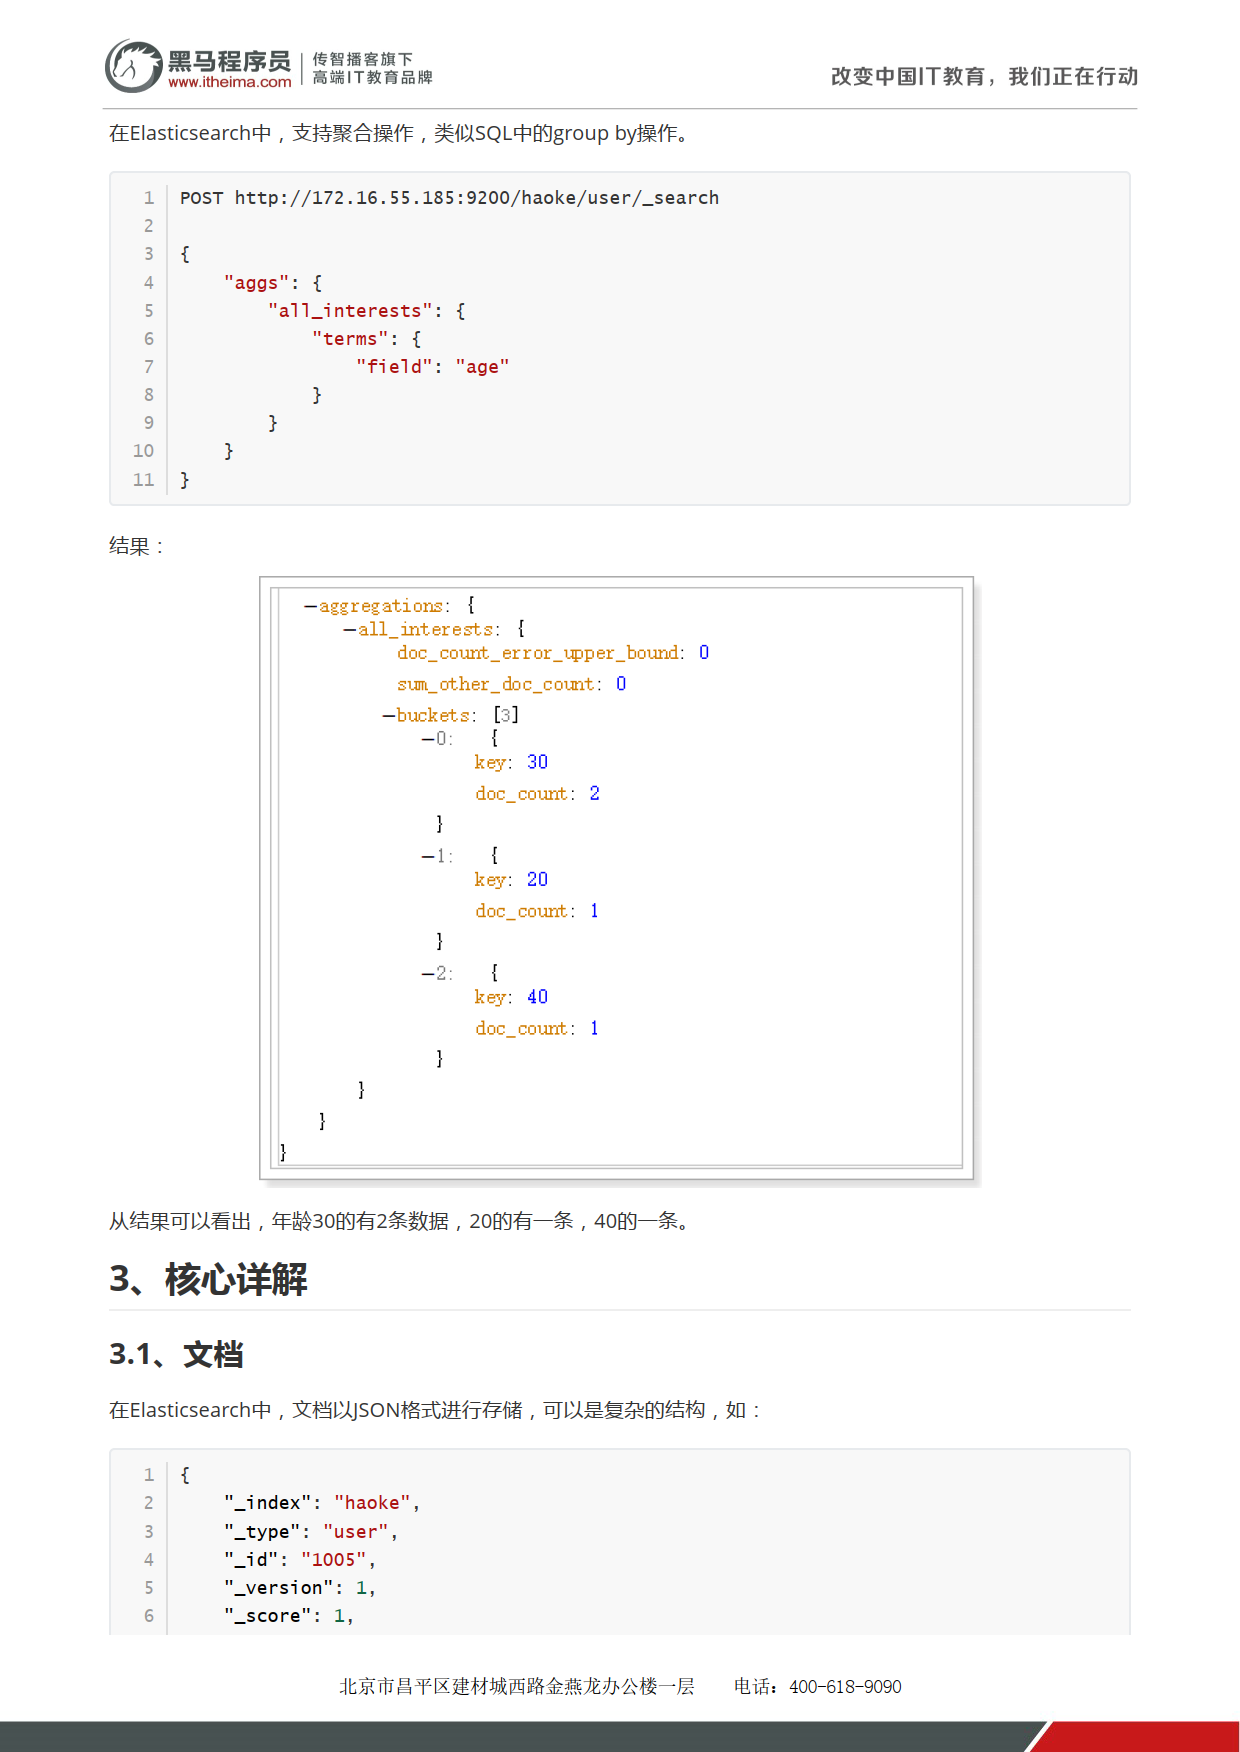 黑马程序员
www.itheima.com
传智播客旗下
高端IT教育品牌
改变中国IT教育，我们正在行动
在Elasticsearch中，支持聚合操作，类似SQL中的group by操作。
1 POST http://172.16.55.185:9200/haoke/user/_search
2
3 {
4     "aggs": {
5         "all_interests": {
6             "terms": {
7                 "field": "age"
8             }
9         }
10     }
11 }
结果：
—aggregations: {
—all_interests: {
doc_count_error_upper_bound: 0
sum_other_doc_count: 0
—buckets: [3]
—0: {
key: 30
doc_count: 2
}
—1: {
key: 20
doc_count: 1
}
—2: {
key: 40
doc_count: 1
}
}
}
}
从结果可以看出，年龄30的有2条数据，20的有一条，40的一条。
3、核心详解
3.1、文档
在Elasticsearch中，文档以JSON格式进行存储，可以是复杂的结构，如：
1 {
2     "_index": "haoke",
3     "_type": "user",
4     "_id": "1005",
5     "_version": 1,
6     "_score": 1,
北京市昌平区建材城西路金燕龙办公楼一层 电话：400-618-9090